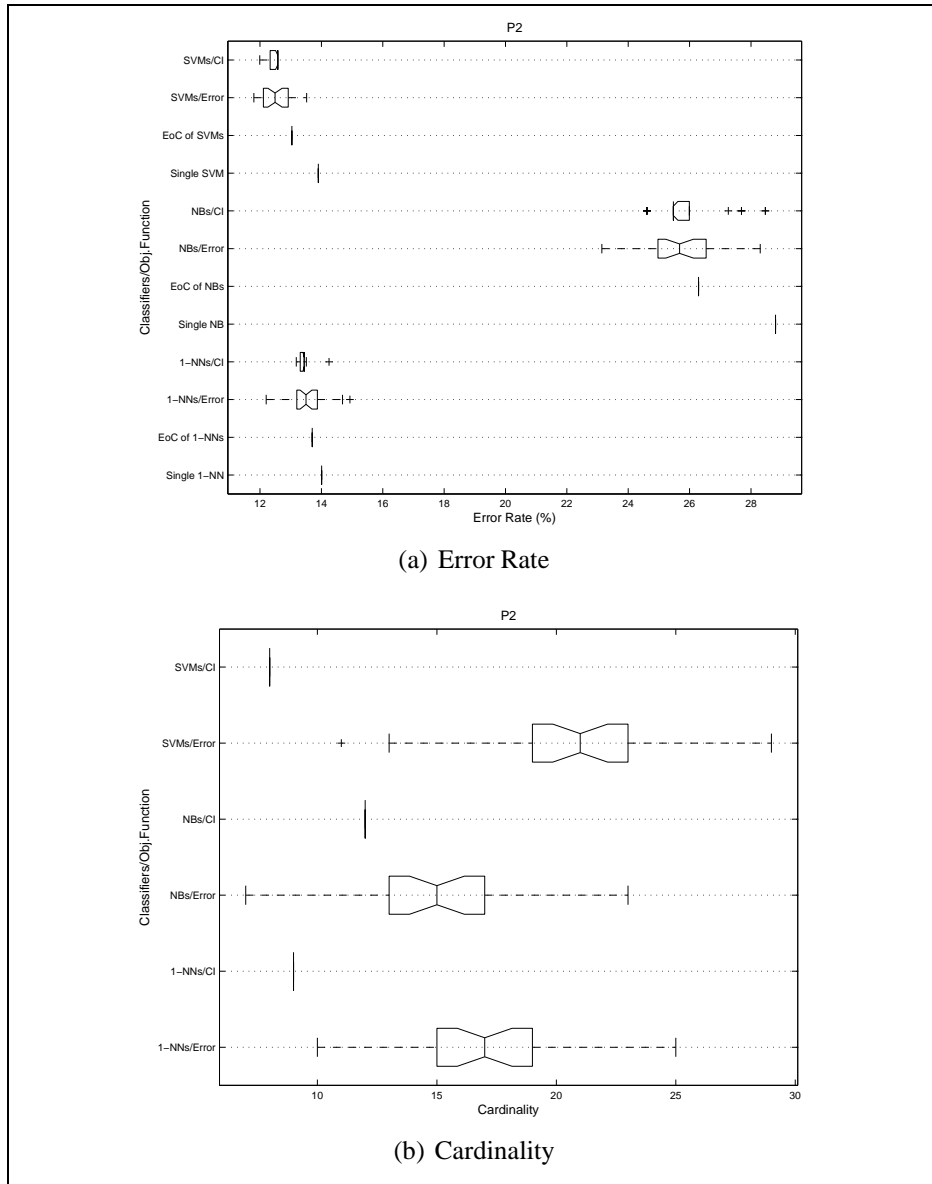 P2
SVMs/CI
SVMs/Error
EoC of SVMs
Single SVM
NBs/CI
NBs/Error
EoC of NBs
Single NB
1−NNs/CI
1−NNs/Error
EoC of 1−NNs
Single 1−NN
Classifiers/Obj.Function
12 14 16 18 20 22 24 26 28
Error Rate (%)
(a) Error Rate
P2
SVMs/CI
SVMs/Error
NBs/CI
NBs/Error
1−NNs/CI
1−NNs/Error
Classifiers/Obj.Function
10 15 20 25 30
Cardinality
(b) Cardinality